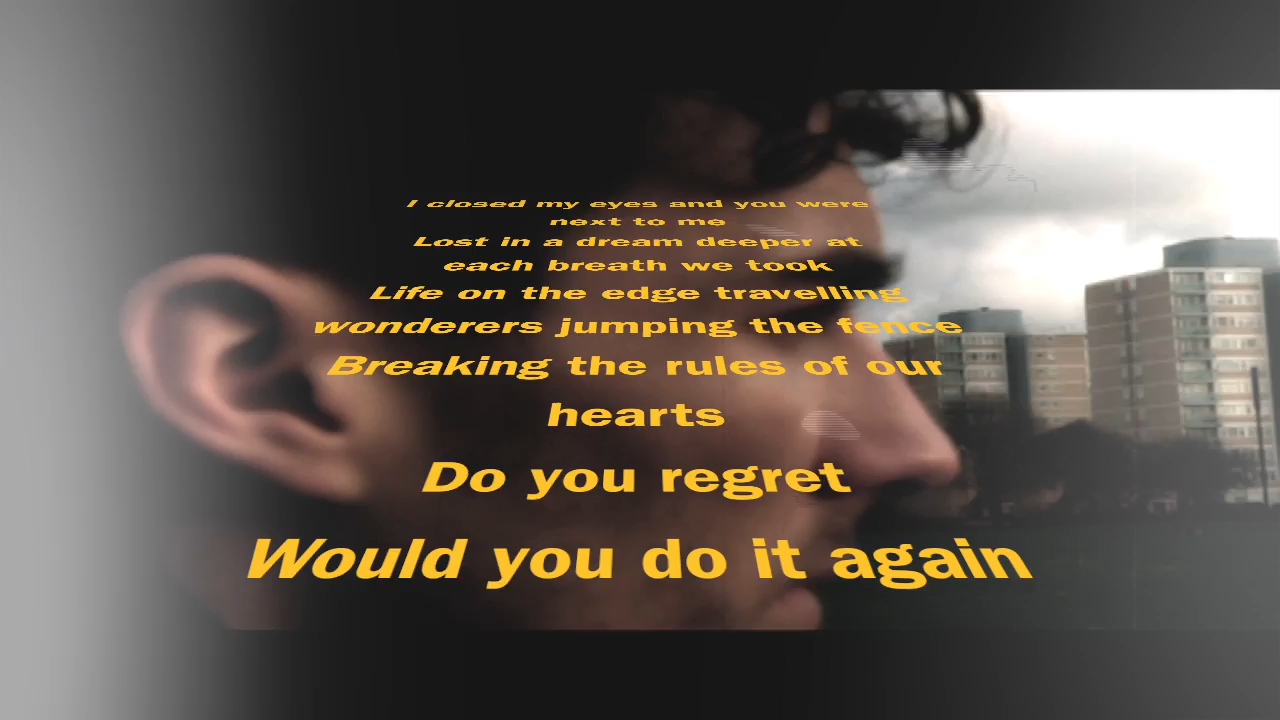 I closed my eyes and you were
next to me
Lost in a dream deeper at
each breath we took
Life on the edge travelling
wonderers jumping the fence
Breaking the rules of our
hearts
Do you regret
Would you do it again